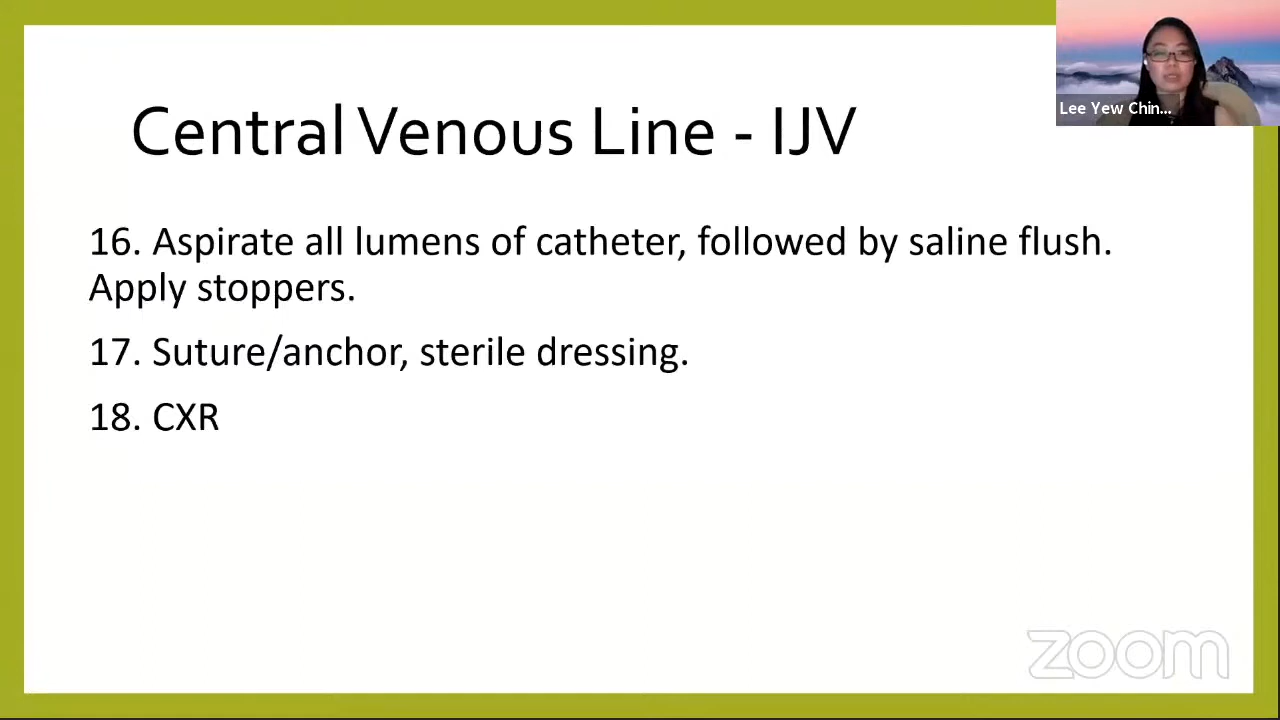 Lee Yew Chin...
Central Venous Line - IJV
16. Aspirate all lumens of catheter, followed by saline flush.
Apply stoppers.
17. Suture/anchor, sterile dressing.
18. CXR
zoom